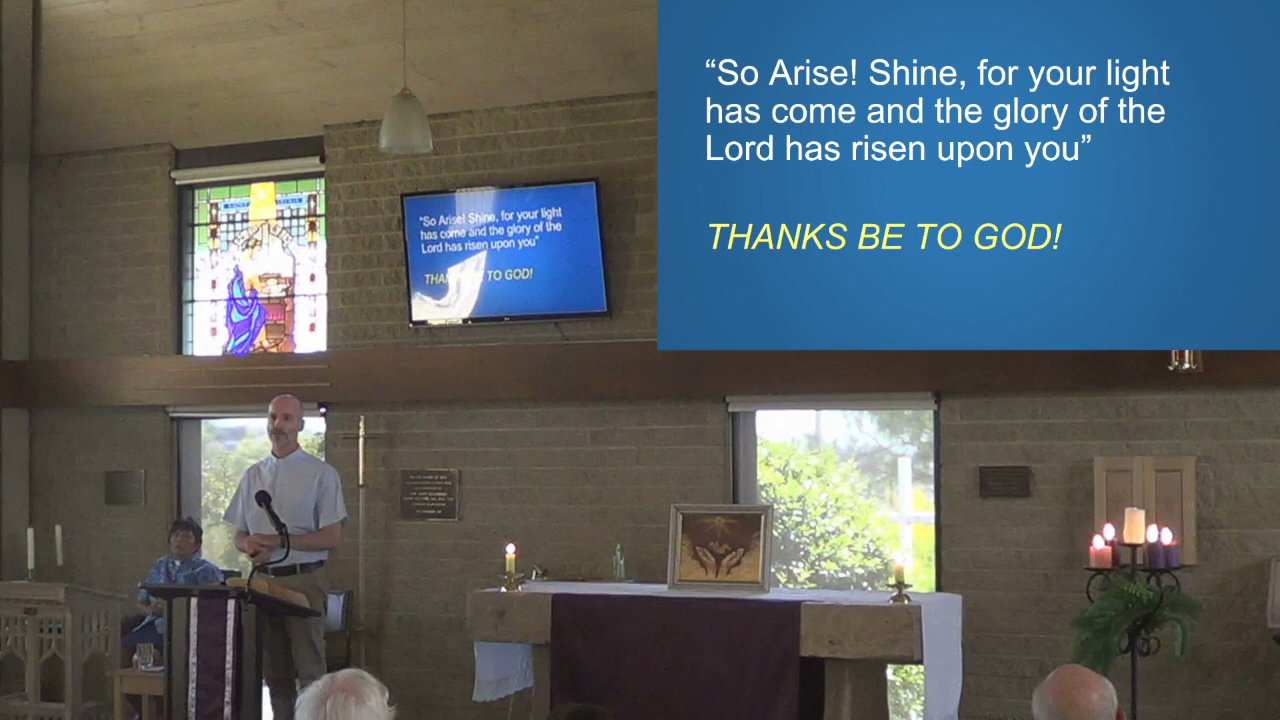 “So Arise! Shine, for your light
has come and the glory of the
Lord has risen upon you”
THANKS BE TO GOD!
“So Arise! Shine, for your light
has come and the glory of the
Lord has risen upon you”
THANKS BE TO GOD!